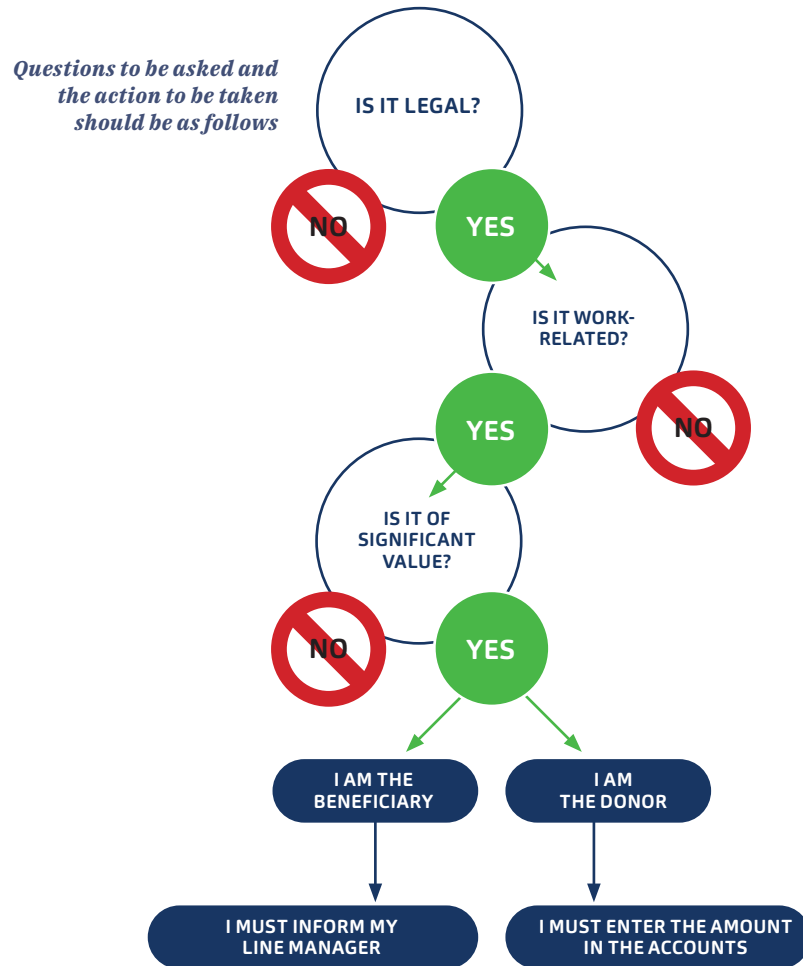 Questions to be asked and
the action to be taken
should be as follows
IS IT LEGAL?
NO
YES
IS IT WORK-
RELATED?
YES
NO
IS IT OF
SIGNIFICANT
VALUE?
NO
YES
I AM THE
BENEFICIARY
I AM
THE DONOR
I MUST INFORM MY
LINE MANAGER
I MUST ENTER THE AMOUNT
IN THE ACCOUNTS